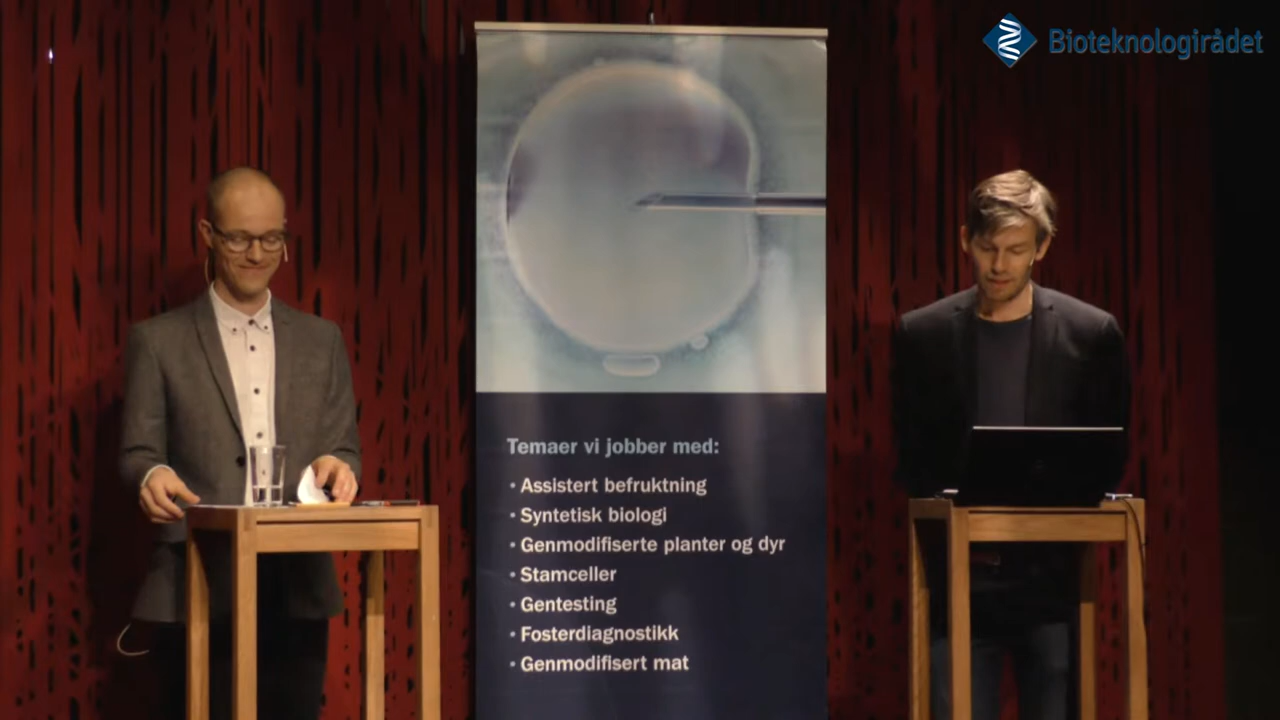 Bioteknologirådet
Temaer vi jobber med:
• Assistert befruktning
• Syntetisk biologi
• Genmodifiserte planter og dyr
• Stamceller
• Gentesting
• Fosterdiagnostikk
• Genmodifisert mat